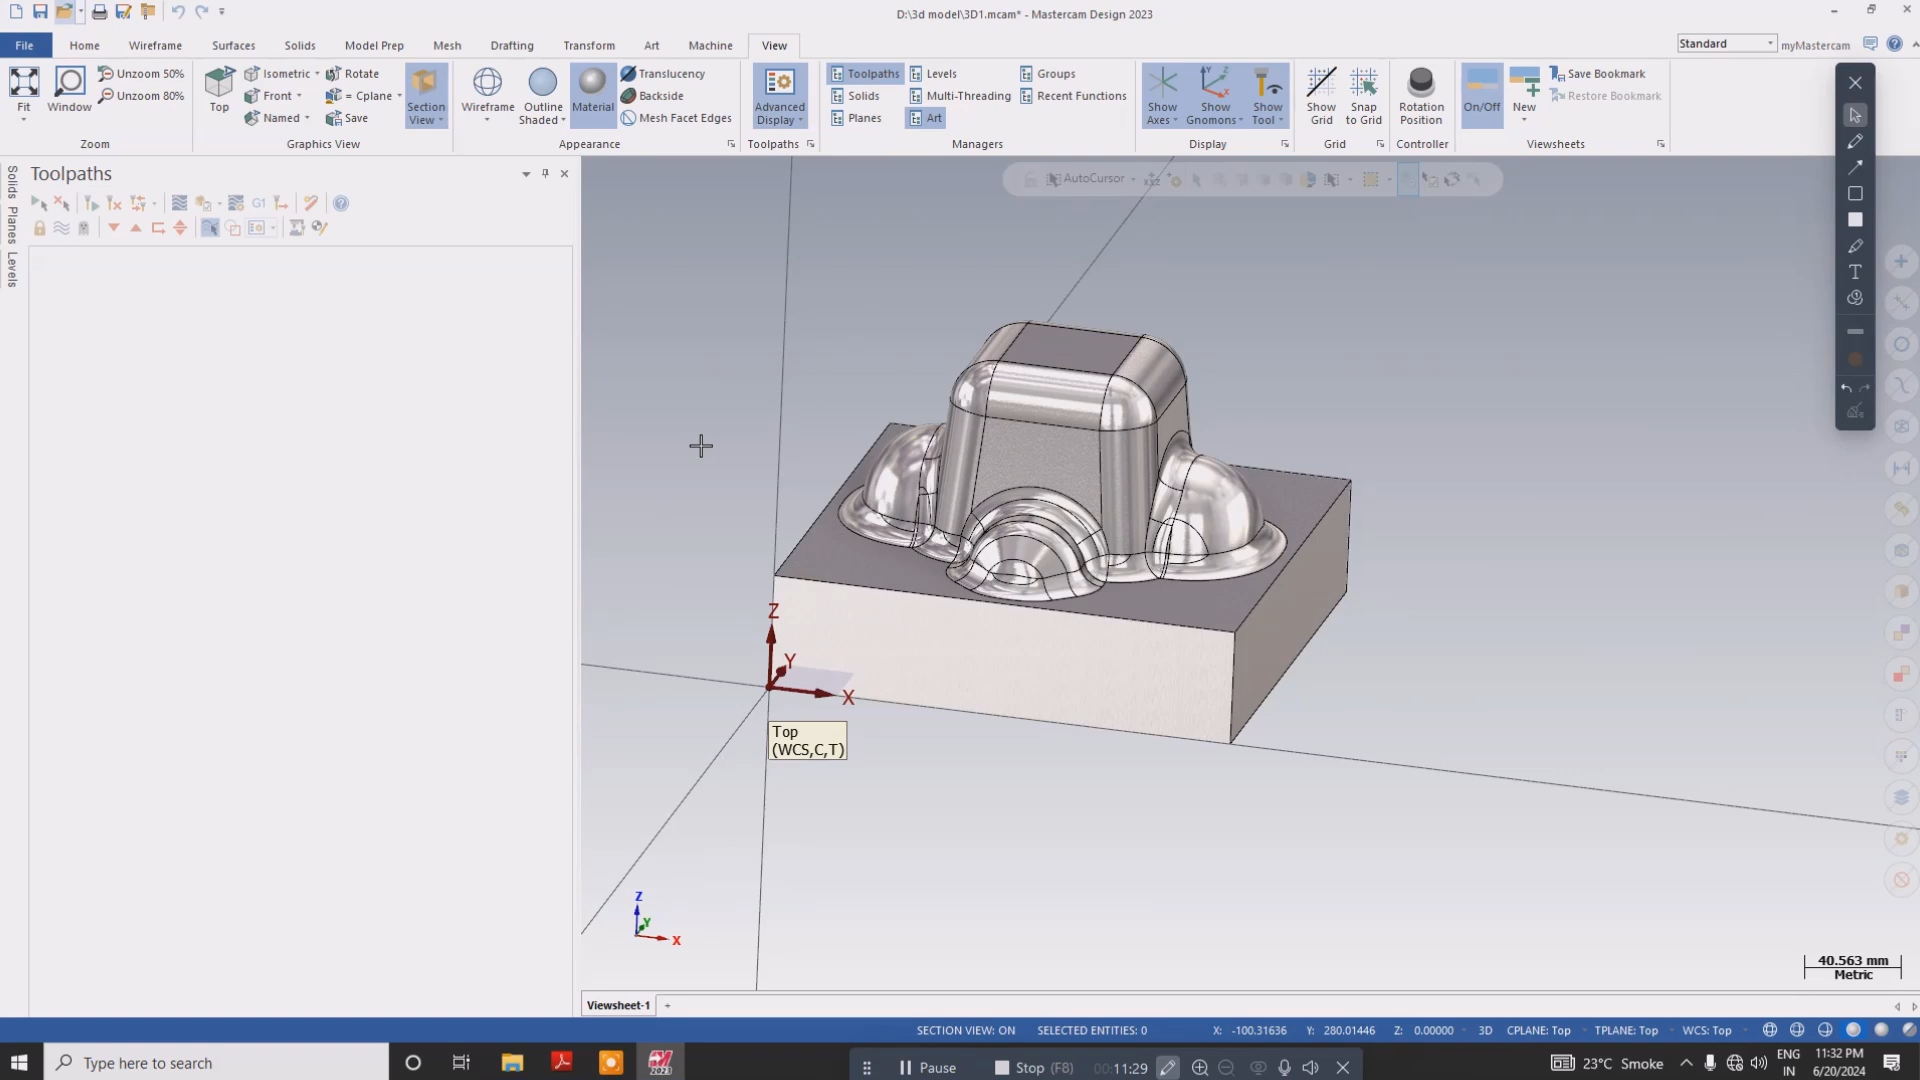 D:\3d model\3D1.mcam* - Mastercam Design 2023
File Home Wireframe Surfaces Solids Model Prep Mesh Drafting Transform Art Machine View
Standard myMastercam
Fit
Window
Unzoom 50%
Unzoom 80%
Zoom
Top
Isometric
Front
Named
Rotate
= Cplane
Save
Section View
Graphics View
Wireframe
Outline Shaded
Material
Translucency
Backside
Mesh Facet Edges
Appearance
Advanced Display
Toolpaths
Toolpaths
Solids
Planes
Levels
Multi-Threading
Art
Groups
Recent Functions
Managers
Show Axes
Show Gnomons
Show Tool
Display
Show Grid
Snap to Grid
Grid
Rotation Position
Controller
On/Off
New
Save Bookmark
Restore Bookmark
Viewsheets
Toolpaths
G1
Solids
Planes
Levels
AutoCursor
T
Z
Y
X
Top
(WCS,C,T)
Z
Y
X
40.563 mm
Metric
Viewsheet-1 +
SECTION VIEW: ON SELECTED ENTITIES: 0 X: -100.31636 Y: 280.01446 Z: 0.00000 3D CPLANE: Top TPLANE: Top WCS: Top
Type here to search
2023
Pause
Stop (F8)
00:11:29
23°C Smoke
ENG
IN
11:32 PM
6/20/2024